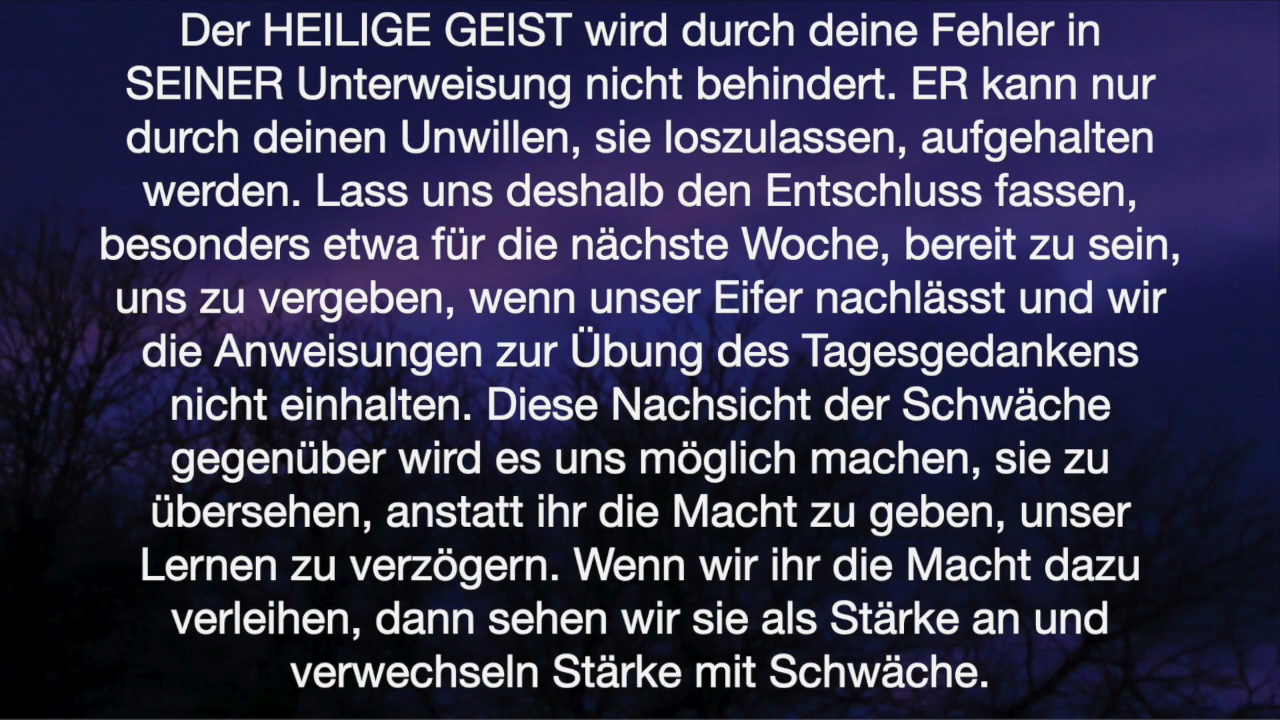 Der HEILIGE GEIST wird durch deine Fehler in
SEINER Unterweisung nicht behindert. ER kann nur
durch deinen Unwillen, sie loszulassen, aufgehalten
werden. Lass uns deshalb den Entschluss fassen,
besonders etwa für die nächste Woche, bereit zu sein,
uns zu vergeben, wenn unser Eifer nachlässt und wir
die Anweisungen zur Übung des Tagesgedankens
nicht einhalten. Diese Nachsicht der Schwäche
gegenüber wird es uns möglich machen, sie zu
übersehen, anstatt ihr die Macht zu geben, unser
Lernen zu verzögern. Wenn wir ihr die Macht dazu
verleihen, dann sehen wir sie als Stärke an und
verwechseln Stärke mit Schwäche.